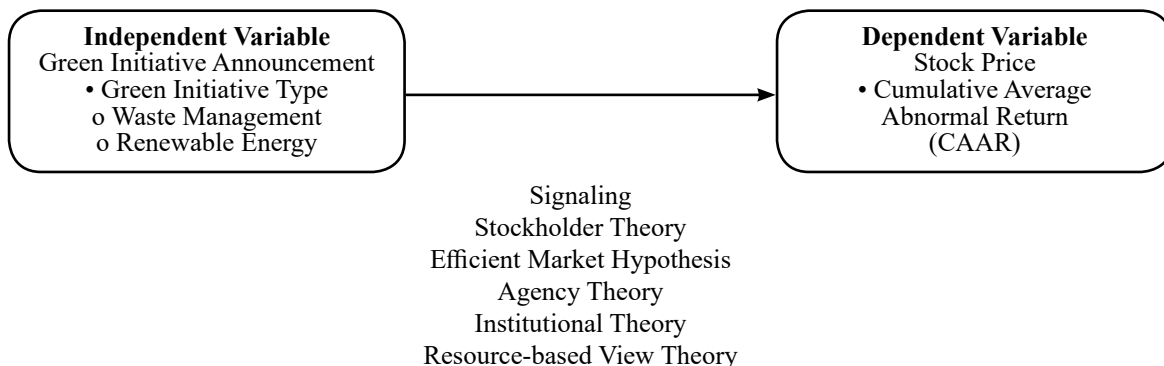 Independent Variable
Green Initiative Announcement
• Green Initiative Type
o Waste Management
o Renewable Energy
Dependent Variable
Stock Price
• Cumulative Average
Abnormal Return
(CAAR)
Signaling
Stockholder Theory
Efficient Market Hypothesis
Agency Theory
Institutional Theory
Resource-based View Theory